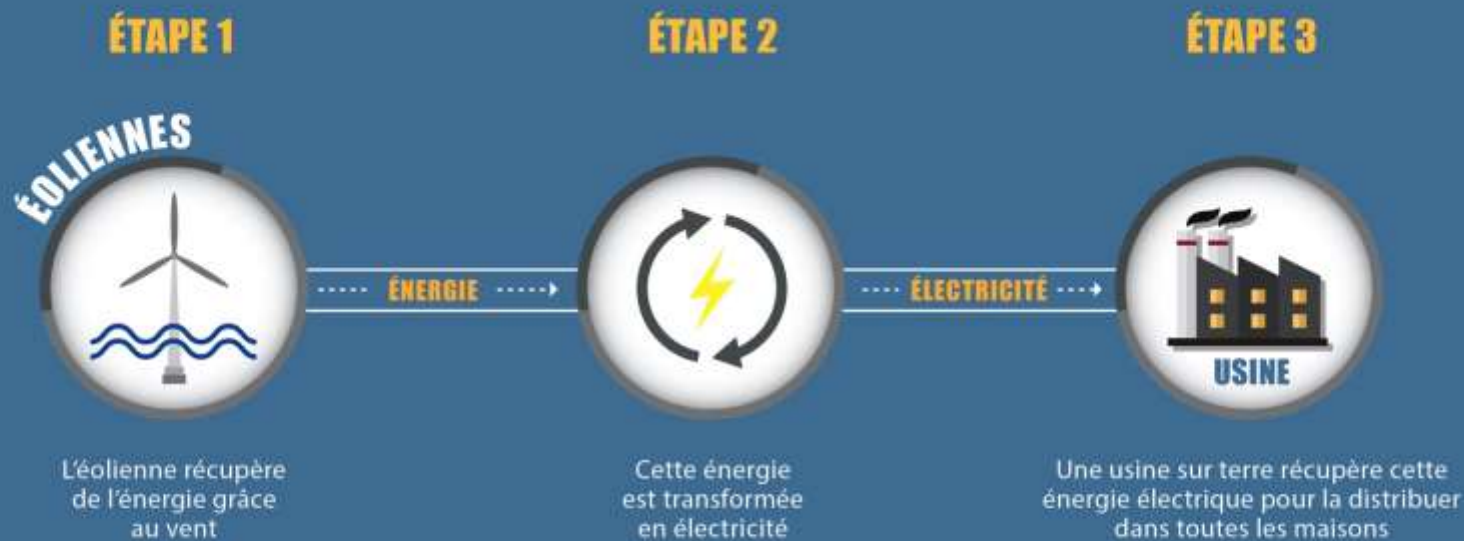 ÉTAPE 1
ÉTAPE 2
ÉTAPE 3
ÉOLIENNES
ÉNERGIE
ÉLECTRICITÉ
USINE
L'éolienne récupère
de l'énergie grâce
au vent
Cette énergie
est transformée
en électricité
Une usine sur terre récupère cette
énergie électrique pour la distribuer
dans toutes les maisons